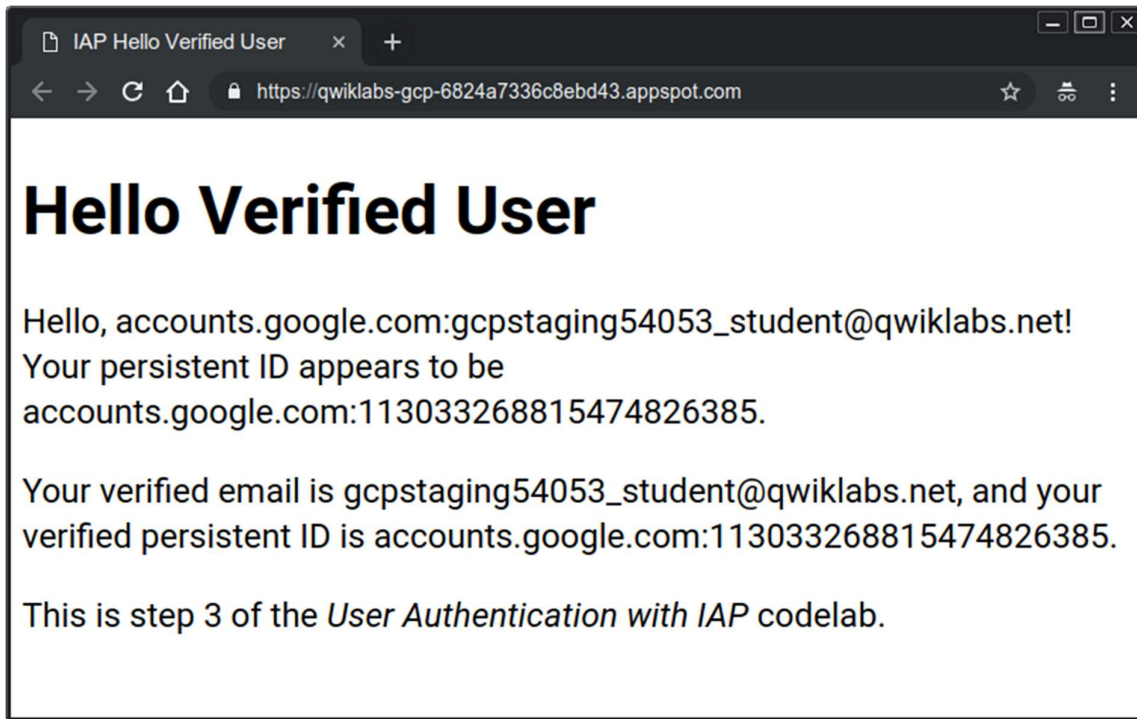 IAP Hello Verified User
https://qwiklabs-gcp-6824a7336c8ebd43.appspot.com
Hello Verified User
Hello, accounts.google.com:gcpstaging54053_student@qwiklabs.net!
Your persistent ID appears to be
accounts.google.com:113033268815474826385.
Your verified email is gcpstaging54053_student@qwiklabs.net, and your
verified persistent ID is accounts.google.com:113033268815474826385.
This is step 3 of the User Authentication with IAP codelab.